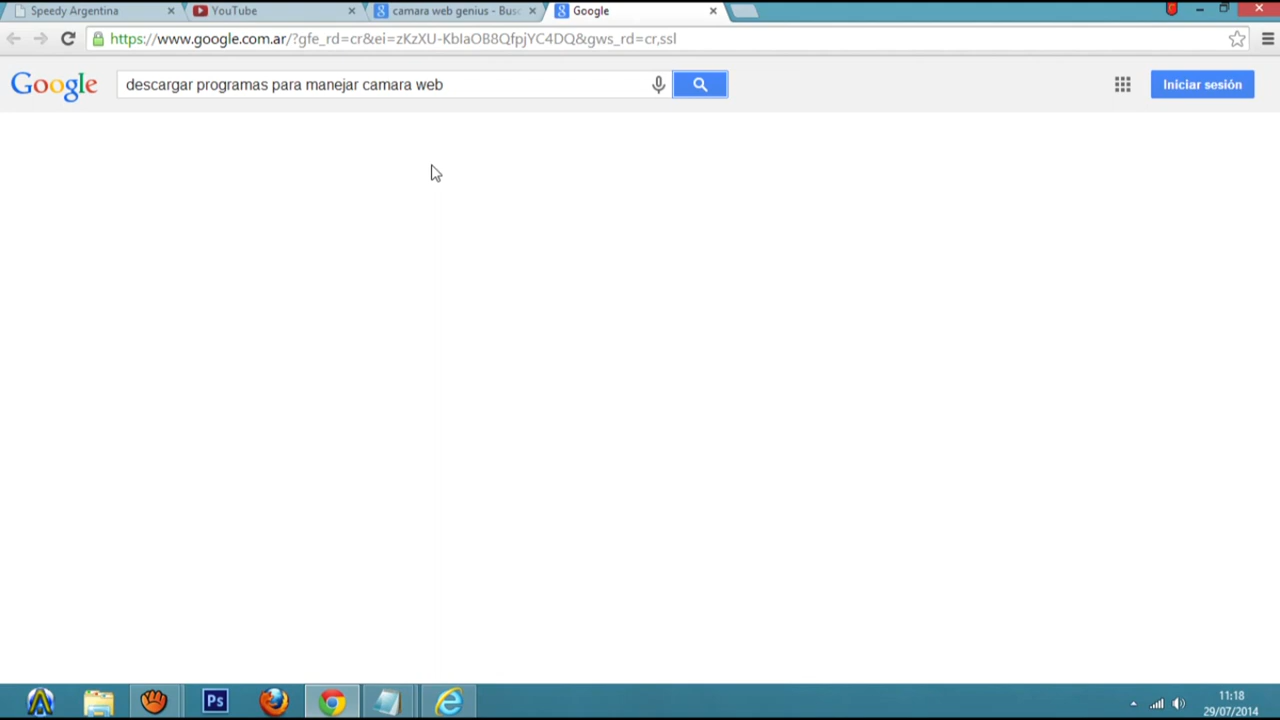 Speedy Argentina
YouTube
camara web genius - Busc
Google
https://www.google.com.ar/?gfe_rd=cr&ei=zKzXU-KbIaOB8QfpjYC4DQ&gws_rd=cr,ssl
Google
descargar programas para manejar camara web
Iniciar sesión
Ps
11:18
29/07/2014